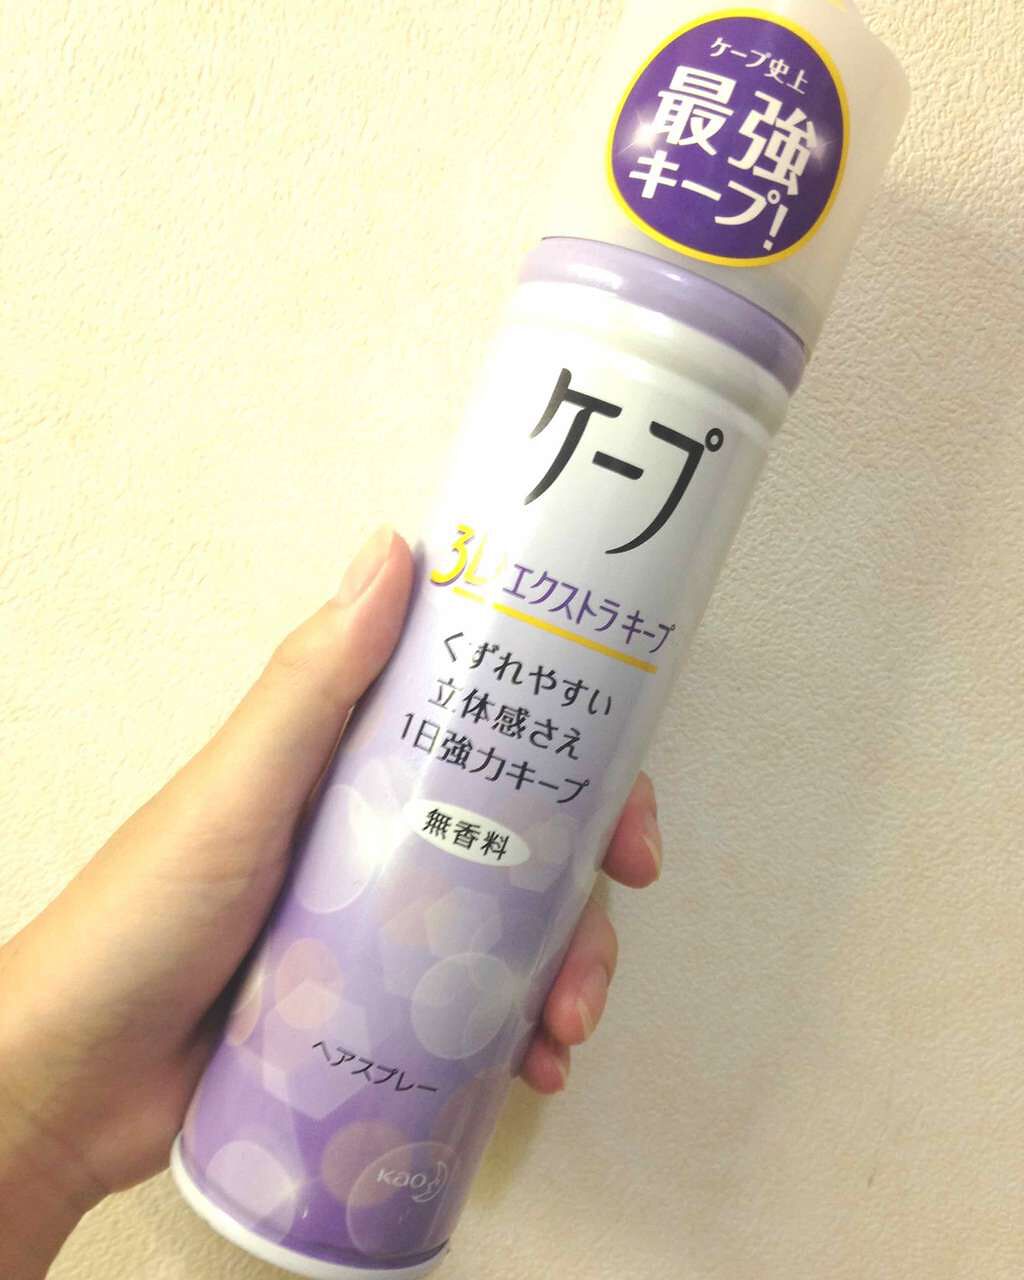 ケープ史上
最強
キープ!
ケープ
3Dエクストラキープ
くずれやすい
立体感さえ
1日強力キープ
無香料
ヘアスプレー
Kao